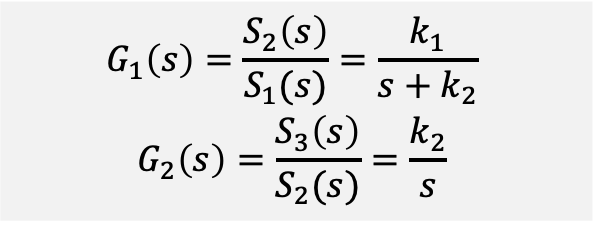 G₁(s) = S₂(s)/S₁(s) = k₁/(s + k₂)
G₂(s) = S₃(s)/S₂(s) = k₂/s